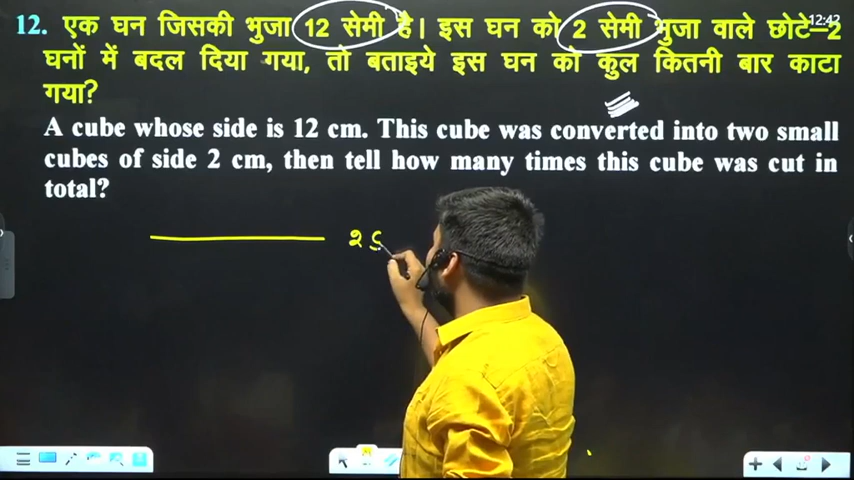 12. एक घन जिसकी भुजा 12 सेमी है। इस घन को 2 सेमी भुजा वाले छोटे–2
घनों में बदल दिया गया, तो बताइये इस घन को कुल कितनी बार काटा
गया?
A cube whose side is 12 cm. This cube was converted into two small
cubes of side 2 cm, then tell how many times this cube was cut in
total?
12:42